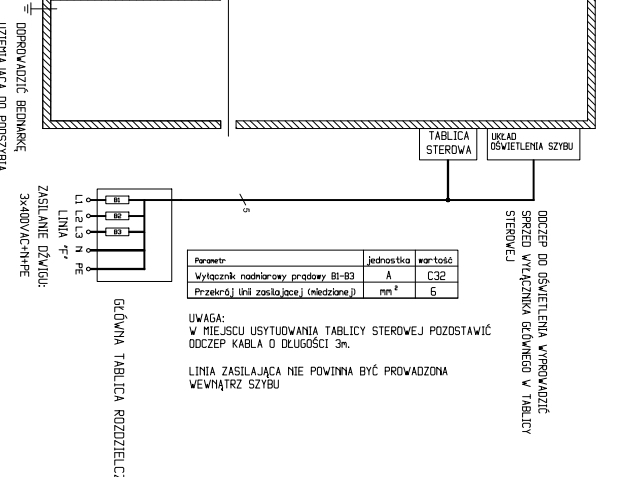 DOPROWADZIĆ BEDNARKĘ
UZIEMIAJĄCĄ DO PODSZYBIA
TABLICA
STEROWA
UKŁAD
OŚWIETLENIA SZYBU
ZASILANIE DŹWIGU:
3x400VAC+N+PE
LINIA "F"
L1
L2
L3
N
PE
B1
B2
B3
5
ODCZEP DO OŚWIETLENIA WYPROWADZIĆ
SPRZED WYŁĄCZNIKA GŁÓWNEGO W TABLICY
STEROWEJ
Parametr jednostka wartość
Wyłącznik nadmiarowy prądowy B1-B3 A C32
Przekrój linii zasilającej (miedzianej) mm² 6
UWAGA:
W MIEJSCU USYTUOWANIA TABLICY STEROWEJ POZOSTAWIĆ
ODCZEP KABLA O DŁUGOŚCI 3m.
LINIA ZASILAJĄCA NIE POWINNA BYĆ PROWADZONA
WEWNĄTRZ SZYBU
GŁÓWNA TABLICA ROZDZIELCZ